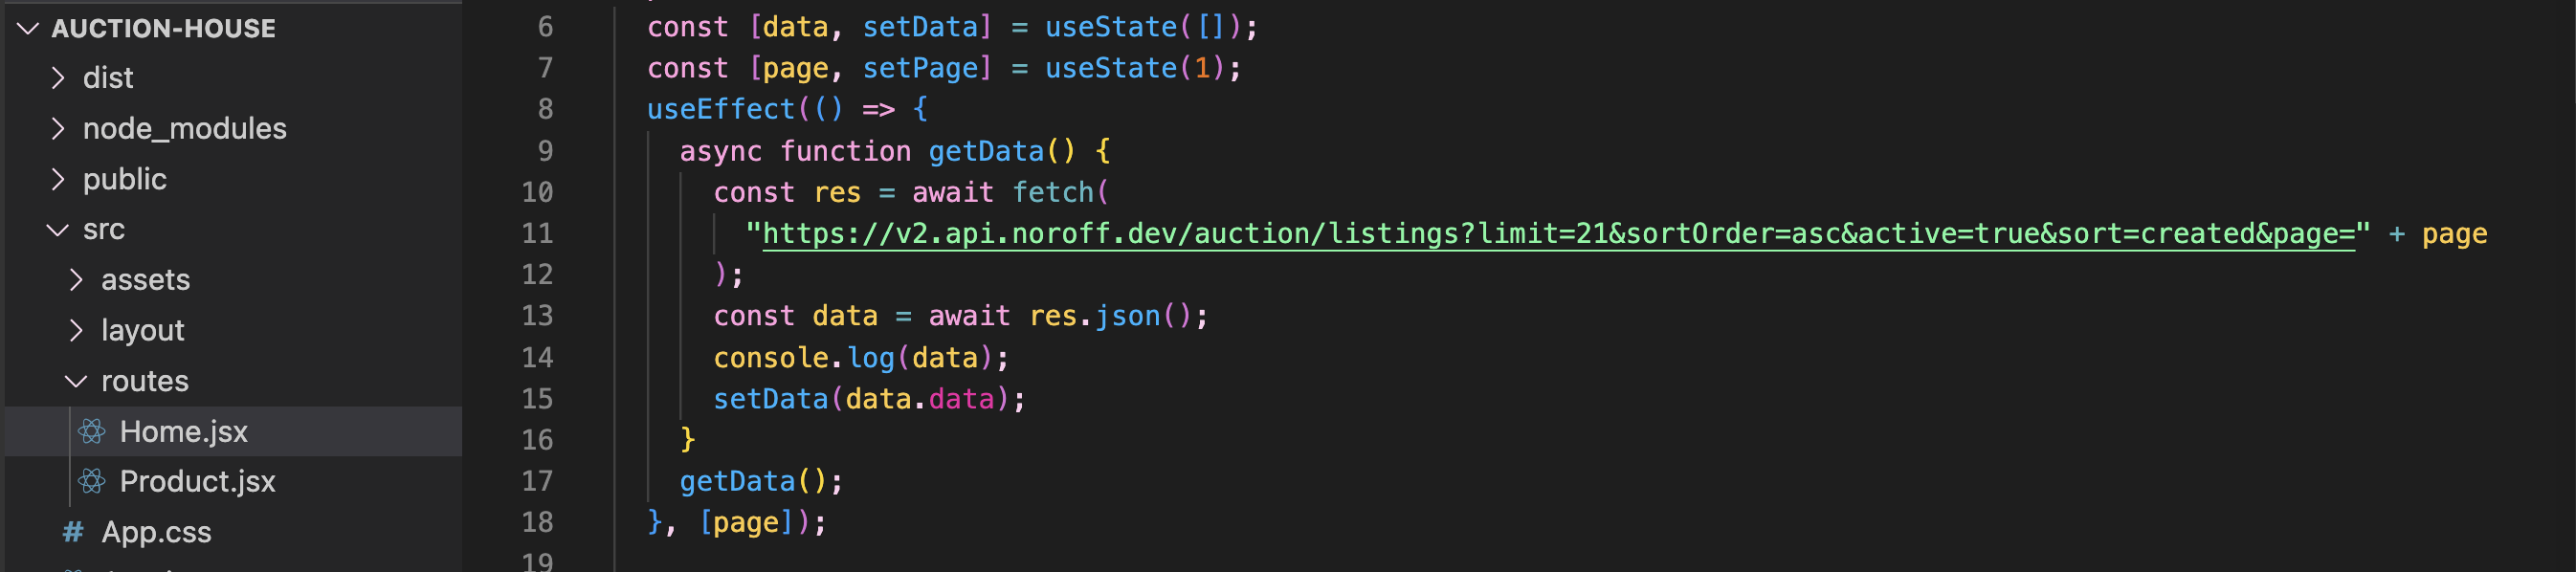 AUCTION-HOUSE
dist
node_modules
public
src
assets
layout
routes
Home.jsx
Product.jsx
# App.css
6 const [data, setData] = useState([]);
7 const [page, setPage] = useState(1);
8 useEffect(() => {
9 async function getData() {
10 const res = await fetch(
11 "https://v2.api.noroff.dev/auction/listings?limit=21&sortOrder=asc&active=true&sort=created&page=" + page
12 );
13 const data = await res.json();
14 console.log(data);
15 setData(data.data);
16 }
17 getData();
18 }, [page]);
19